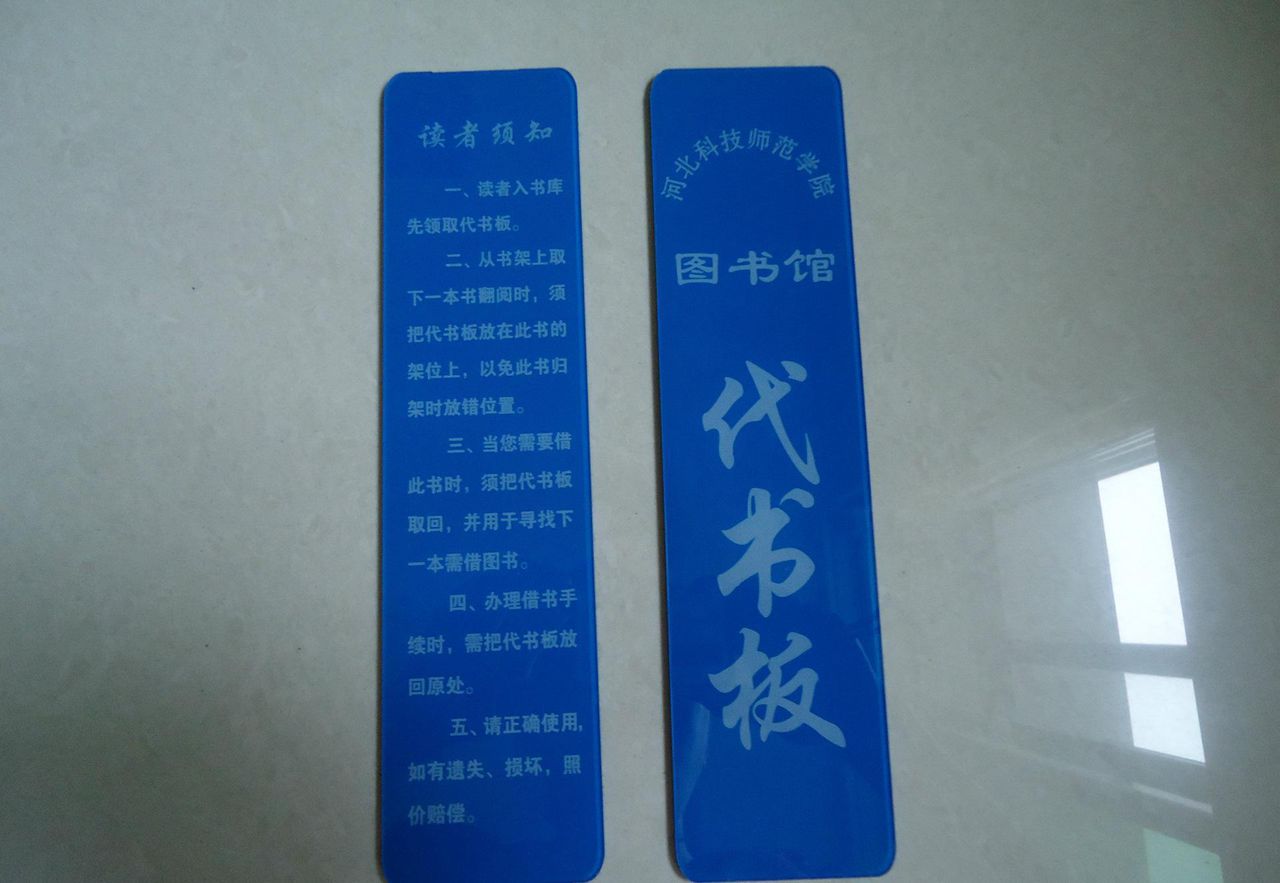 读者须知
一、读者入书库
先领取代书板。
二、从书架上取
下一本书翻阅时，须
把代书板放在此书的
架位上，以免此书归
架时放错位置。
三、当您需要借
此书时，须把代书板
取回，并用于寻找下
一本需借图书。
四、办理借书手
续时，需把代书板放
回原处。
五、请正确使用,
如有遗失、损坏，照
价赔偿。
河北科技师范学院
图书馆
代书板